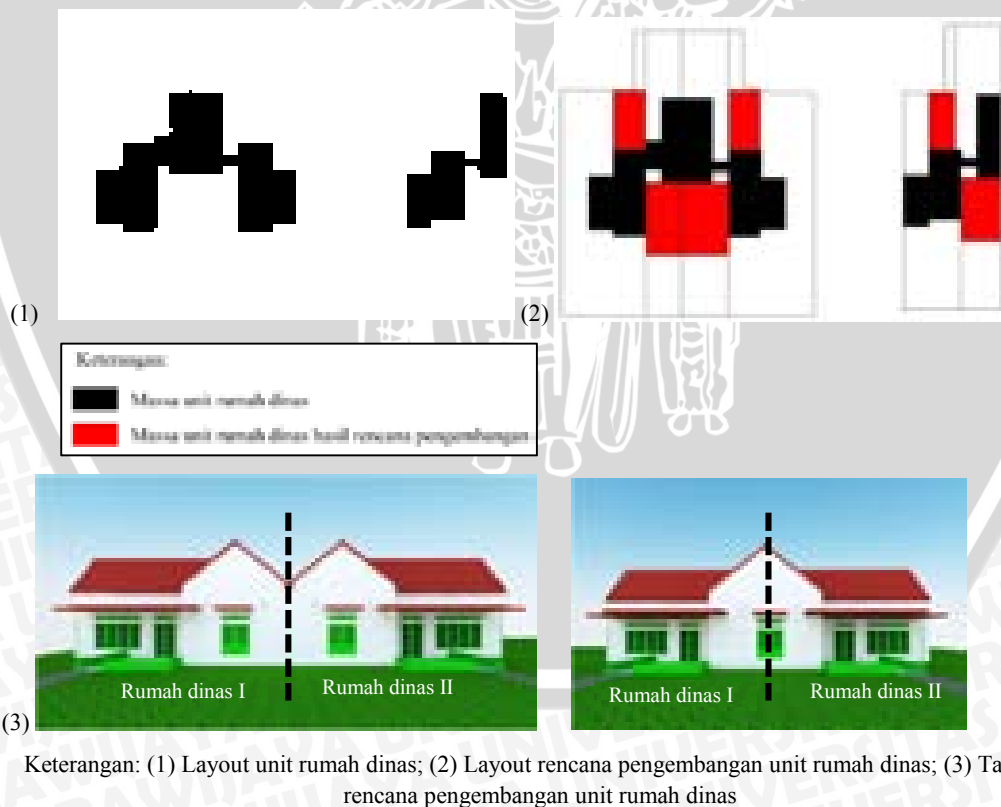 (1)
(2)
Keterangan:
Massa unit rumah dinas
Massa unit rumah dinas hasil rencana pengembangan
Rumah dinas I
Rumah dinas II
Rumah dinas I
Rumah dinas II
(3)
Keterangan: (1) Layout unit rumah dinas; (2) Layout rencana pengembangan unit rumah dinas; (3) Ta
rencana pengembangan unit rumah dinas